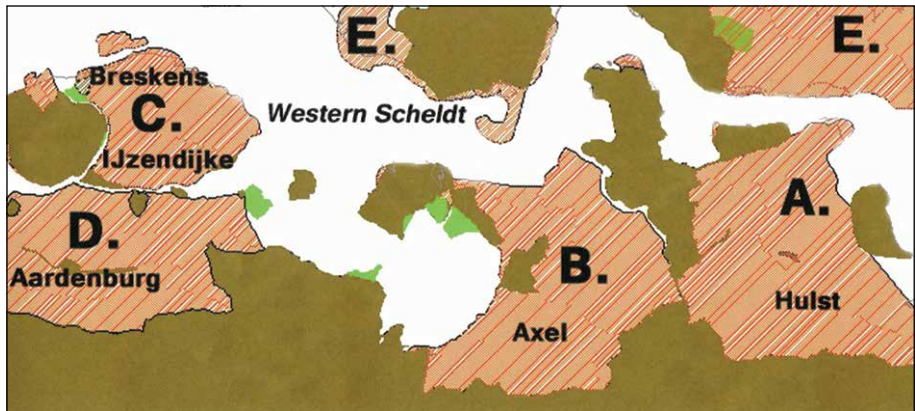 E.
E.
Breskens
C.
Western Scheldt
IJzendijke
A.
D.
B.
Aardenburg
Hulst
Axel